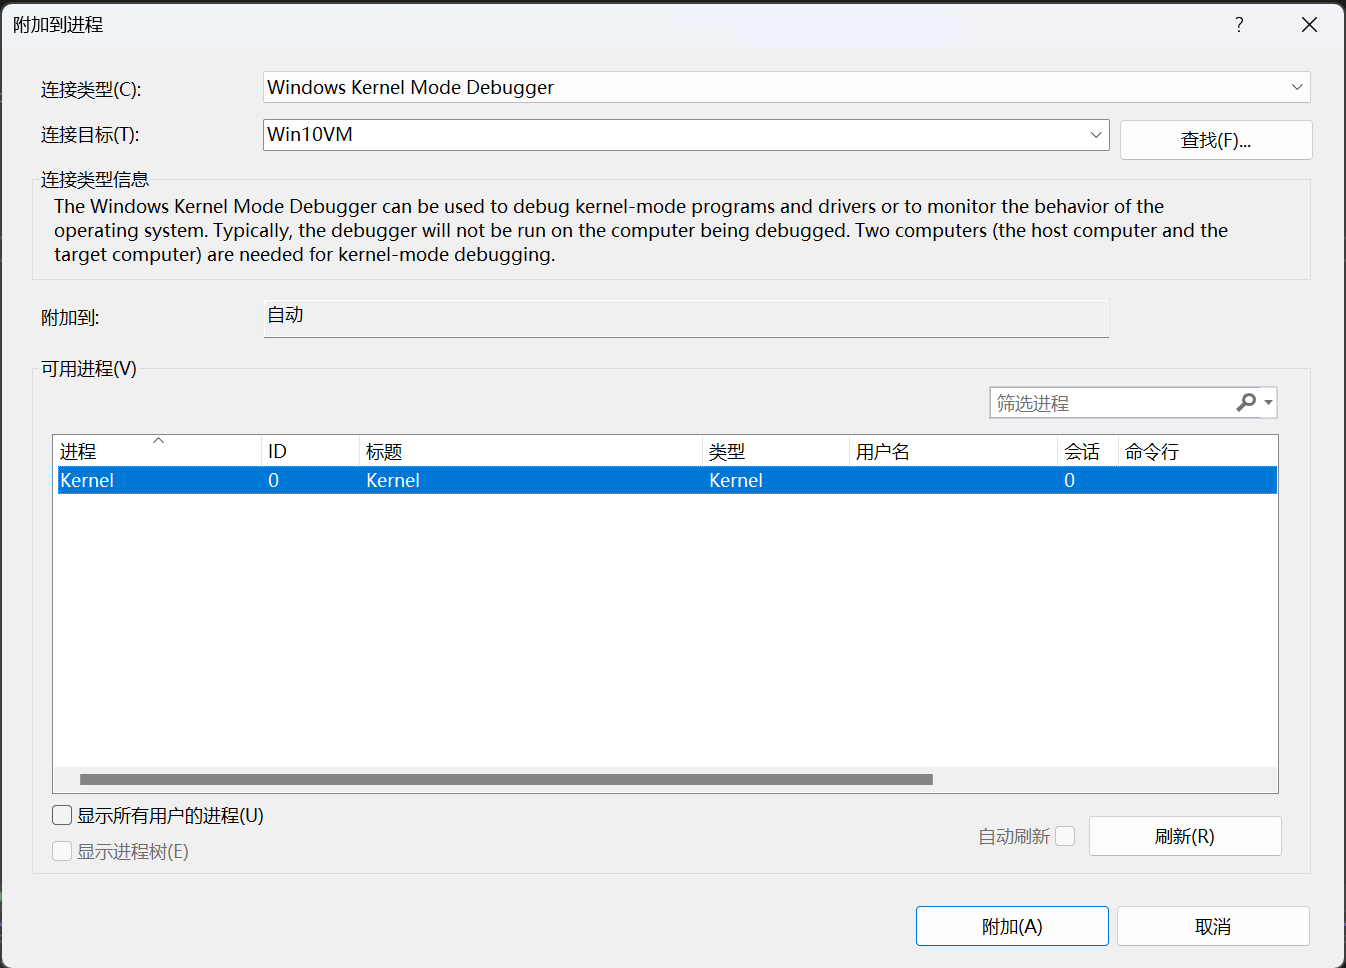 附加到进程
?
连接类型(C):
Windows Kernel Mode Debugger
连接目标(T):
Win10VM
查找(F)...
连接类型信息
The Windows Kernel Mode Debugger can be used to debug kernel-mode programs and drivers or to monitor the behavior of the
operating system. Typically, the debugger will not be run on the computer being debugged. Two computers (the host computer and the
target computer) are needed for kernel-mode debugging.
附加到:
自动
可用进程(V)
筛选进程
进程 ID 标题 类型 用户名 会话 命令行
Kernel 0 Kernel Kernel 0
显示所有用户的进程(U)
显示进程树(E)
自动刷新
刷新(R)
附加(A)
取消